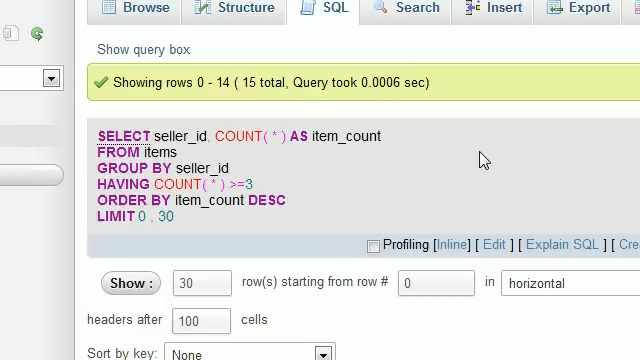 Browse Structure SQL Search Insert Export
Show query box
Showing rows 0 - 14 ( 15 total, Query took 0.0006 sec)
SELECT seller_id, COUNT( * ) AS item_count
FROM items
GROUP BY seller_id
HAVING COUNT( * ) >=3
ORDER BY item_count DESC
LIMIT 0 , 30
Profiling [Inline] [ Edit ] [ Explain SQL ] [ Cre
Show : 30 row(s) starting from row # 0 in horizontal
headers after 100 cells
Sort by key: None